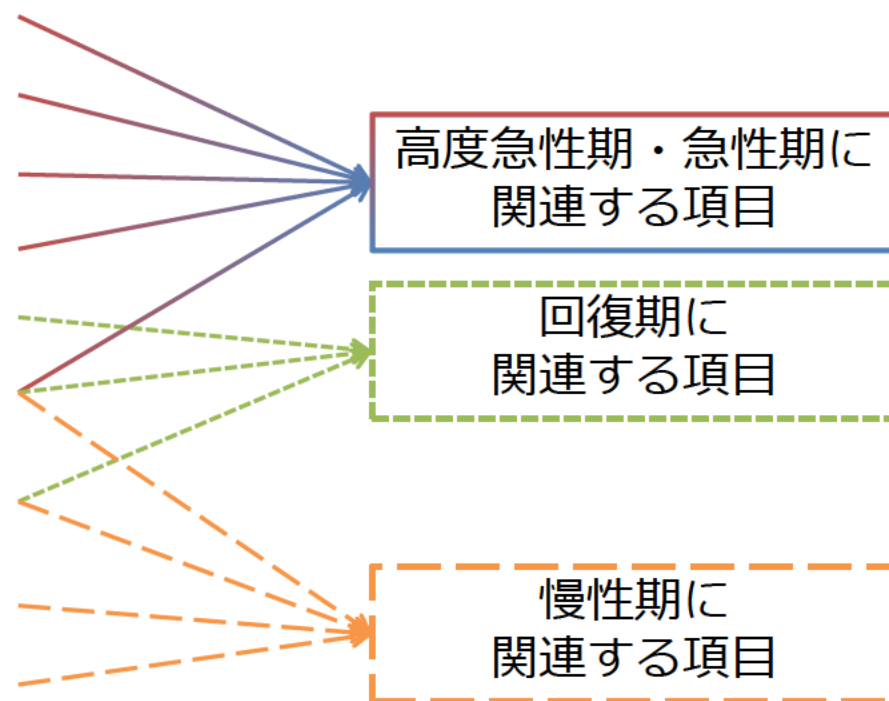 高度急性期・急性期に
関連する項目
回復期に
関連する項目
慢性期に
関連する項目